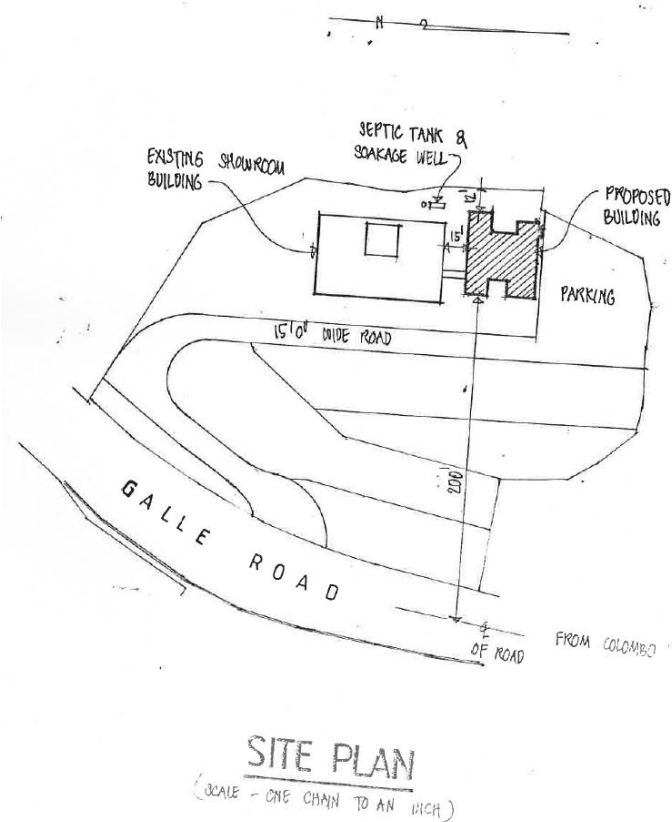 N
SEPTIC TANK &
SOAKAGE WELL
EXISTING SHOWROOM
BUILDING
PROPOSED
BUILDING
12'
15'
PARKING
15'0" WIDE ROAD
200'
GALLE ROAD
℄
OF ROAD
FROM COLOMBO
SITE PLAN
(SCALE - ONE CHAIN TO AN INCH)